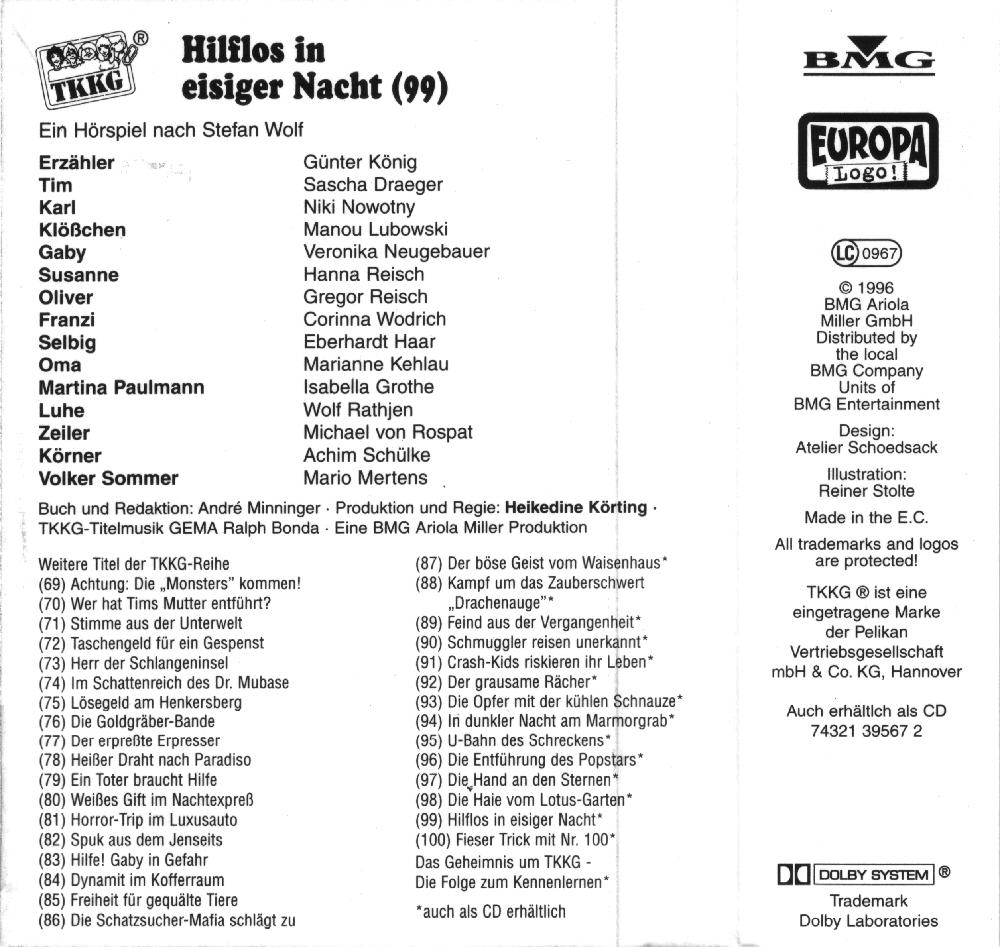 TKKG ®
Hilflos in
eisiger Nacht (99)
Ein Hörspiel nach Stefan Wolf
Erzähler Günter König
Tim Sascha Draeger
Karl Niki Nowotny
Klößchen Manou Lubowski
Gaby Veronika Neugebauer
Susanne Hanna Reisch
Oliver Gregor Reisch
Franzi Corinna Wodrich
Selbig Eberhardt Haar
Oma Marianne Kehlau
Martina Paulmann Isabella Grothe
Luhe Wolf Rathjen
Zeiler Michael von Rospat
Körner Achim Schülke
Volker Sommer Mario Mertens
Buch und Redaktion: André Minninger · Produktion und Regie: Heikedine Körting ·
TKKG-Titelmusik GEMA Ralph Bonda · Eine BMG Ariola Miller Produktion
Weitere Titel der TKKG-Reihe
(69) Achtung: Die „Monsters” kommen!
(70) Wer hat Tims Mutter entführt?
(71) Stimme aus der Unterwelt
(72) Taschengeld für ein Gespenst
(73) Herr der Schlangeninsel
(74) Im Schattenreich des Dr. Mubase
(75) Lösegeld am Henkersberg
(76) Die Goldgräber-Bande
(77) Der erpreßte Erpresser
(78) Heißer Draht nach Paradiso
(79) Ein Toter braucht Hilfe
(80) Weißes Gift im Nachtexpreß
(81) Horror-Trip im Luxusauto
(82) Spuk aus dem Jenseits
(83) Hilfe! Gaby in Gefahr
(84) Dynamit im Kofferraum
(85) Freiheit für gequälte Tiere
(86) Die Schatzsucher-Mafia schlägt zu
(87) Der böse Geist vom Waisenhaus*
(88) Kampf um das Zauberschwert
„Drachenauge”*
(89) Feind aus der Vergangenheit*
(90) Schmuggler reisen unerkannt*
(91) Crash-Kids riskieren ihr Leben*
(92) Der grausame Rächer*
(93) Die Opfer mit der kühlen Schnauze*
(94) In dunkler Nacht am Marmorgrab*
(95) U-Bahn des Schreckens*
(96) Die Entführung des Popstars*
(97) Die Hand an den Sternen*
(98) Die Haie vom Lotus-Garten*
(99) Hilflos in eisiger Nacht*
(100) Fieser Trick mit Nr. 100*
Das Geheimnis um TKKG -
Die Folge zum Kennenlernen*
*auch als CD erhältlich
BMG
EUROPA
Logo!
LC 0967
© 1996
BMG Ariola
Miller GmbH
Distributed by
the local
BMG Company
Units of
BMG Entertainment
Design:
Atelier Schoedsack
Illustration:
Reiner Stolte
Made in the E.C.
All trademarks and logos
are protected!
TKKG ® ist eine
eingetragene Marke
der Pelikan
Vertriebsgesellschaft
mbH & Co. KG, Hannover
Auch erhältlch als CD
74321 39567 2
DOLBY SYSTEM ®
Trademark
Dolby Laboratories